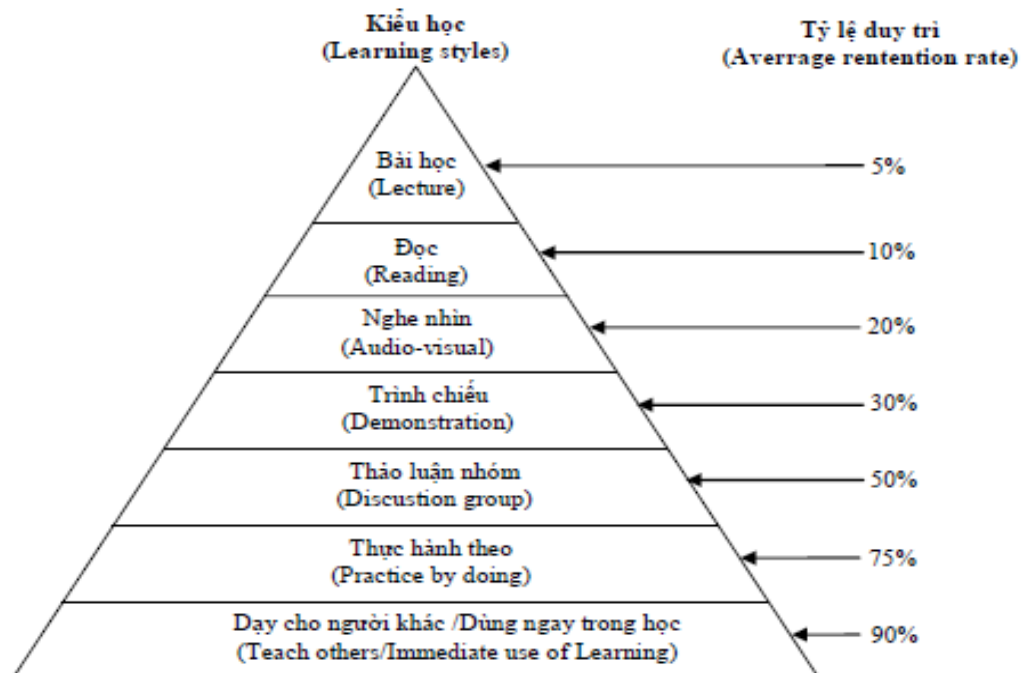 Kiểu học
(Learning styles)
Tỷ lệ duy trì
(Averrage rentention rate)
Bài học
(Lecture)
5%
Đọc
(Reading)
10%
Nghe nhìn
(Audio-visual)
20%
Trình chiếu
(Demonstration)
30%
Thảo luận nhóm
(Discustion group)
50%
Thực hành theo
(Practice by doing)
75%
Dạy cho người khác /Dùng ngay trong học
(Teach others/Immediate use of Learning)
90%